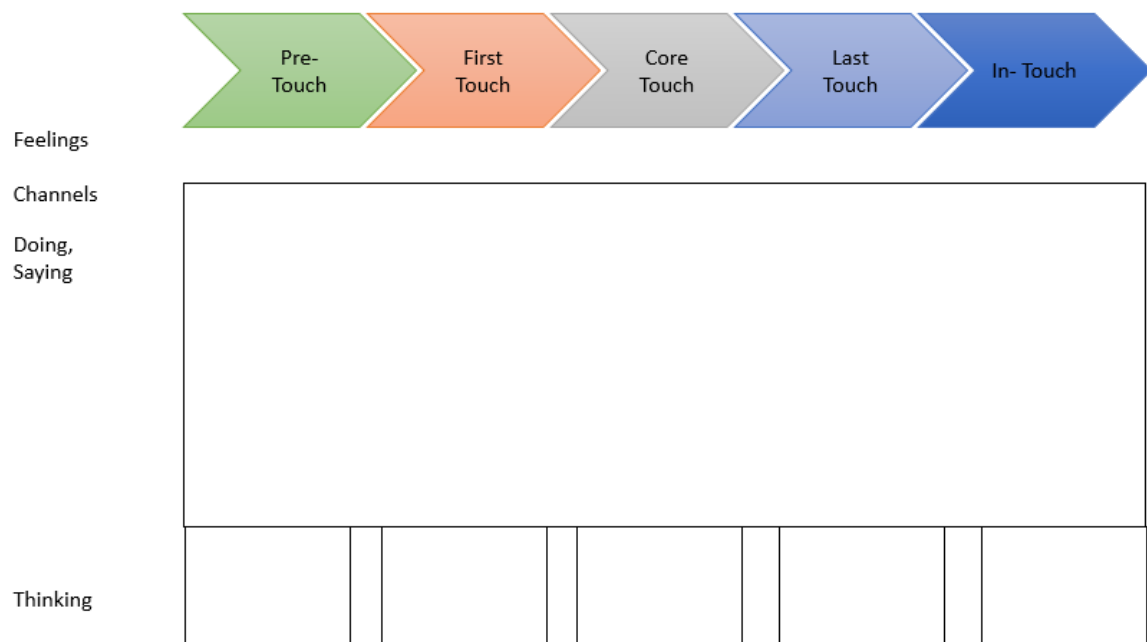 Pre-
Touch
First
Touch
Core
Touch
Last
Touch
In- Touch
Feelings
Channels
Doing,
Saying
Thinking